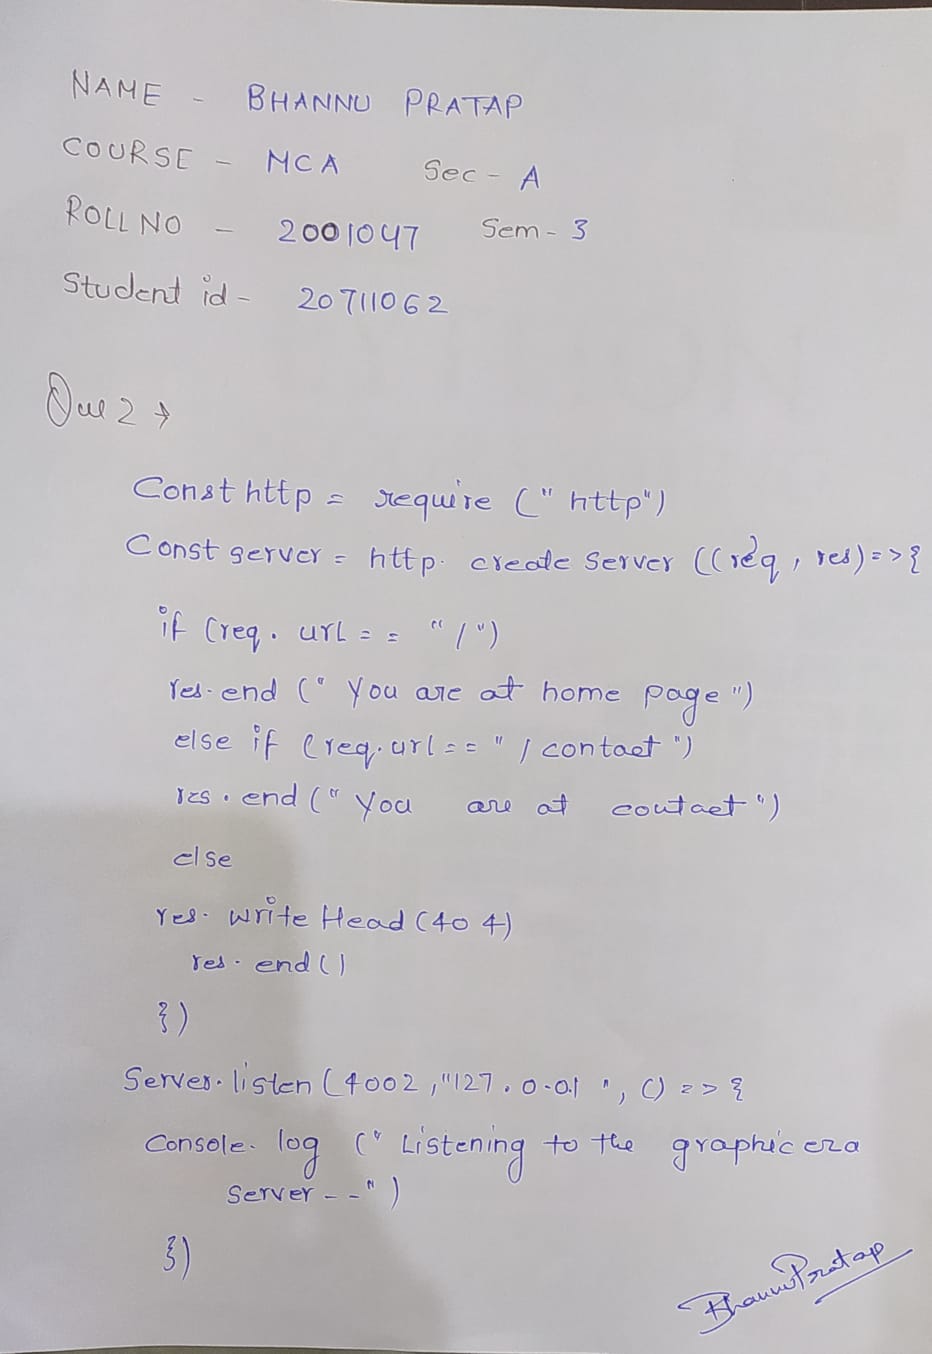 NAME - BHANNU PRATAP
COURSE - MCA Sec - A
ROLL NO - 2001047 Sem - 3
Student id - 20711062
Que 2 →
Const http = require ("http")
Const server = http. create Server ((req, res) => {
if (req. url == "/")
res. end ("You are at home page")
else if (req. url == "/contact")
res. end ("You are at contact")
else
res. write Head (404)
res. end ()
})
Server. listen (4002, "127.0.0.1", () => {
Console. log ("Listening to the graphic era
Server --")
})
Bhannu Pratap